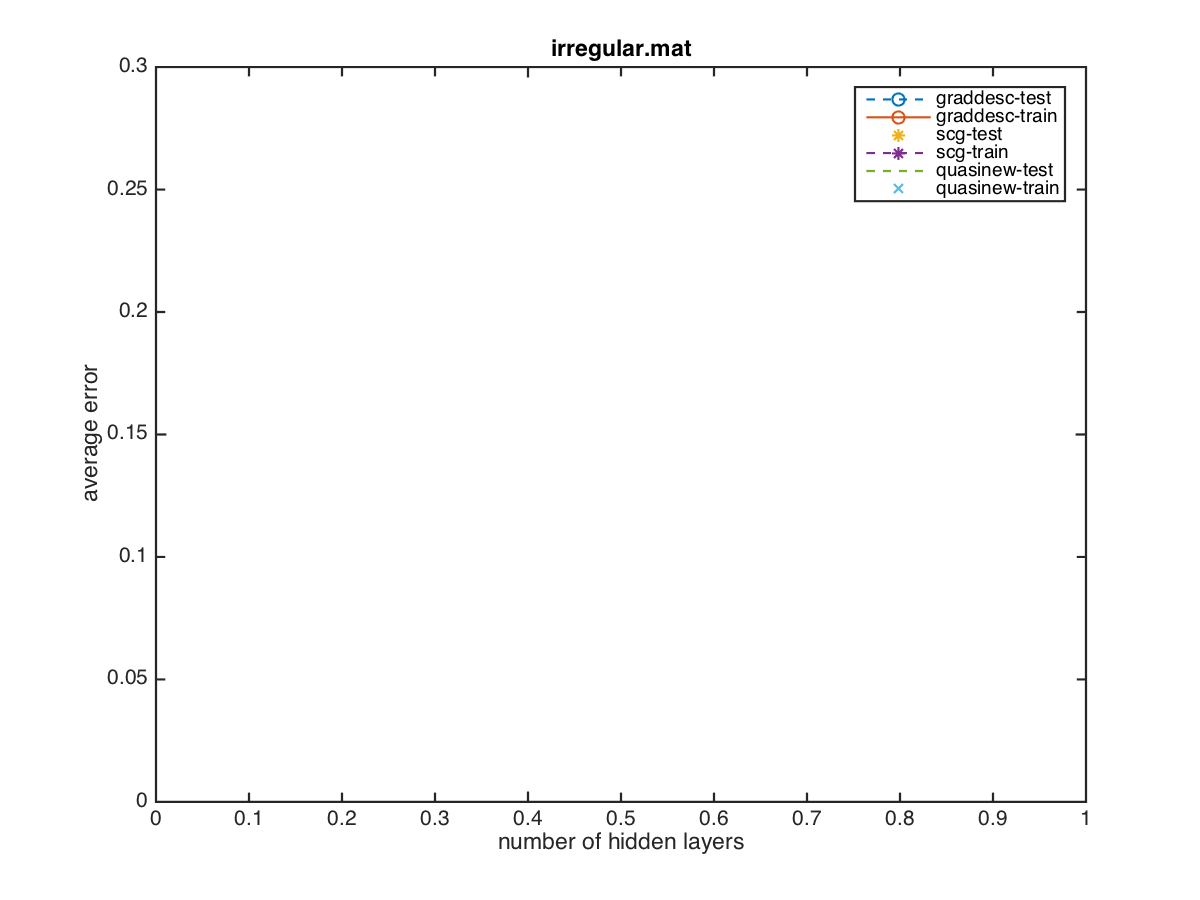 irregular.mat
graddesc-test
graddesc-train
scg-test
scg-train
quasinew-test
quasinew-train
average error
0.3
0.25
0.2
0.15
0.1
0.05
0
0 0.1 0.2 0.3 0.4 0.5 0.6 0.7 0.8 0.9 1
number of hidden layers